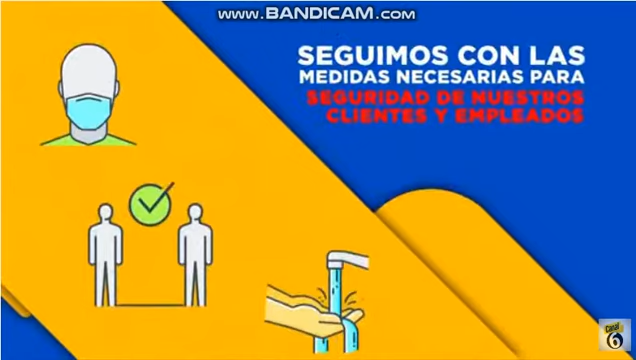 www.BANDICAM.com
SEGUIMOS CON LAS
MEDIDAS NECESARIAS PARA
SEGURIDAD DE NUESTROS
CLIENTES Y EMPLEADOS
Canal
6